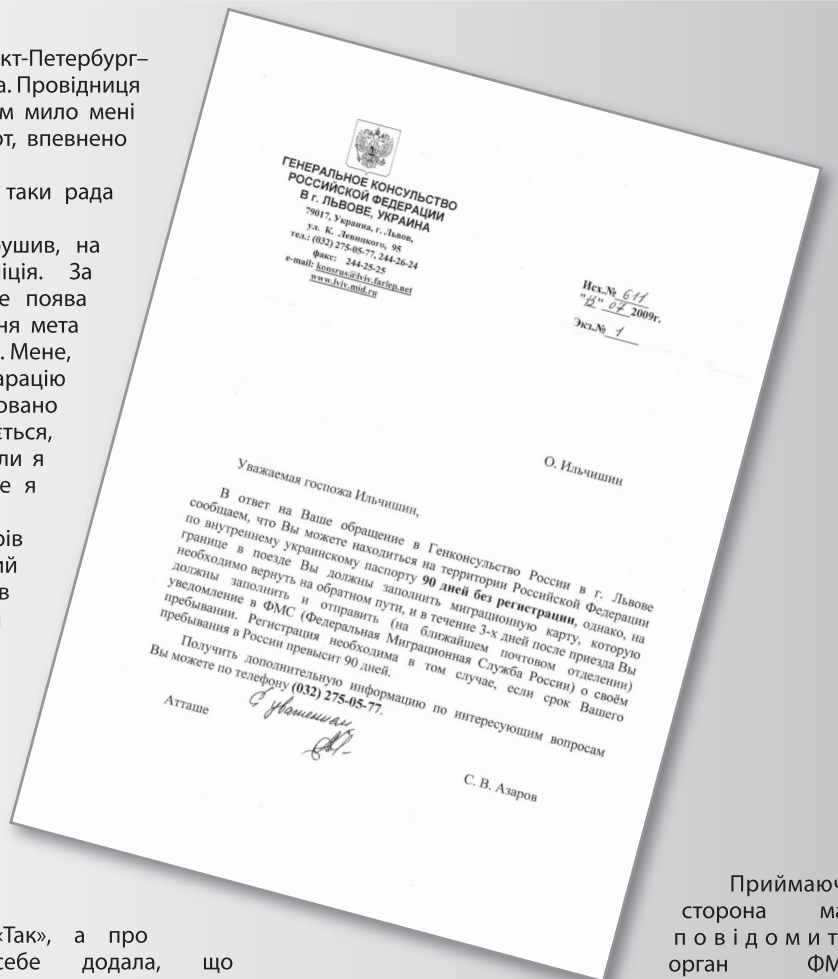 кт-Петербург–
а. Провідниця
м мило мені
от, впевнено
таки рада
ушив, на
іція. За
е поява
ня мета
. Мене,
арацію
овано
ється,
ли я
е я
рів
ий
в
ГЕНЕРАЛЬНОЕ КОНСУЛЬСТВО
РОССИЙСКОЙ ФЕДЕРАЦИИ
В г. ЛЬВОВЕ, УКРАИНА
79017, Украина, г. Львов,
ул. К. Левицкого, 95
тел.: (032) 275-05-77, 244-26-24
факс: 244-25-25
e-mail: konsrus@lviv.farlep.net
www.lviv.mid.ru
Исх.№ 611
07 2009г.
Экз.№ 1
О. Ильчишин
Уважаемая госпожа Ильчишин,
В ответ на Ваше обращение в Генконсульство России в г. Львове
сообщаем, что Вы можете находиться на территории Российской Федерации
по внутреннему украинскому паспорту 90 дней без регистрации, однако, на
границе в поезде Вы должны заполнить миграционную карту, которую
необходимо вернуть на обратном пути, и в течение 3-х дней после приезда Вы
должны заполнить и отправить (на ближайшем почтовом отделении)
уведомление в ФМС (Федеральная Миграционная Служба России) о своём
пребывании. Регистрация необходима в том случае, если срок Вашего
пребывания в России превысит 90 дней.
Получить дополнительную информацию по интересующим вопросам
Вы можете по телефону (032) 275-05-77.
С уважением
Атташе
С. В. Азаров
«Так», а про
себе додала, що
Приймаюч
сторона ма
повідомит
орган ФМ